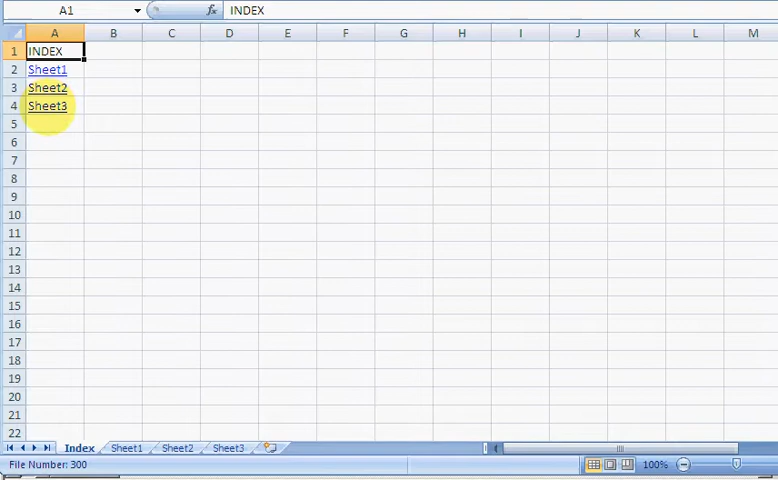 A1 fx INDEX
A B C D E F G H I J K L M
1 INDEX
2 Sheet1
3 Sheet2
4 Sheet3
5
6
7
8
9
10
11
12
13
14
15
16
17
18
19
20
21
22
Index Sheet1 Sheet2 Sheet3
File Number: 300 100%